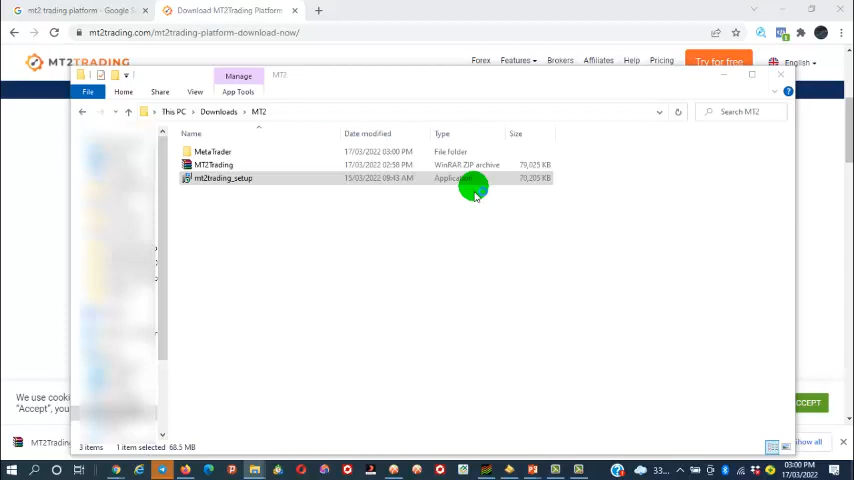 mt2 trading platform - Google S
Download MT2Trading Platform
mt2trading.com/mt2trading-platform-download-now/
MT2TRADING
Forex Features Brokers Affiliates Help Pricing Try for free English
Manage MT2
File Home Share View App Tools
This PC Downloads MT2 Search MT2
Name Date modified Type Size
MetaTrader 17/03/2022 03:00 PM File folder
MT2Trading 17/03/2022 02:58 PM WinRAR ZIP archive 79,025 KB
mt2trading_setup 15/03/2022 09:43 AM Application 70,205 KB
We use cooki
"Accept", you
ACCEPT
3 items 1 item selected 68.5 MB
MT2Trading
how all
33...
03:00 PM
17/03/2022